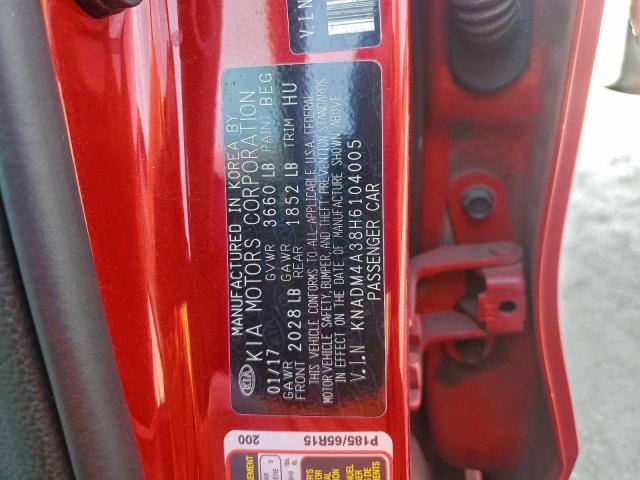 MANUFACTURED IN KOREA BY
KIA KIA MOTORS CORPORATION
01/17 GVWR 3660 LB PAINT BEG
GAWR FRONT 2028 LB GAWR REAR 1852 LB TRIM HU
THIS VEHICLE CONFORMS TO ALL APPLICABLE U.S.A. FEDERAL
MOTOR VEHICLE SAFETY, BUMPER, AND THEFT PREVENTION STANDARDS
IN EFFECT ON THE DATE OF MANUFACTURE SHOWN ABOVE
V.I.N KNADM4A38H6104005
PASSENGER CAR
V.I.N
200
P185/65R15